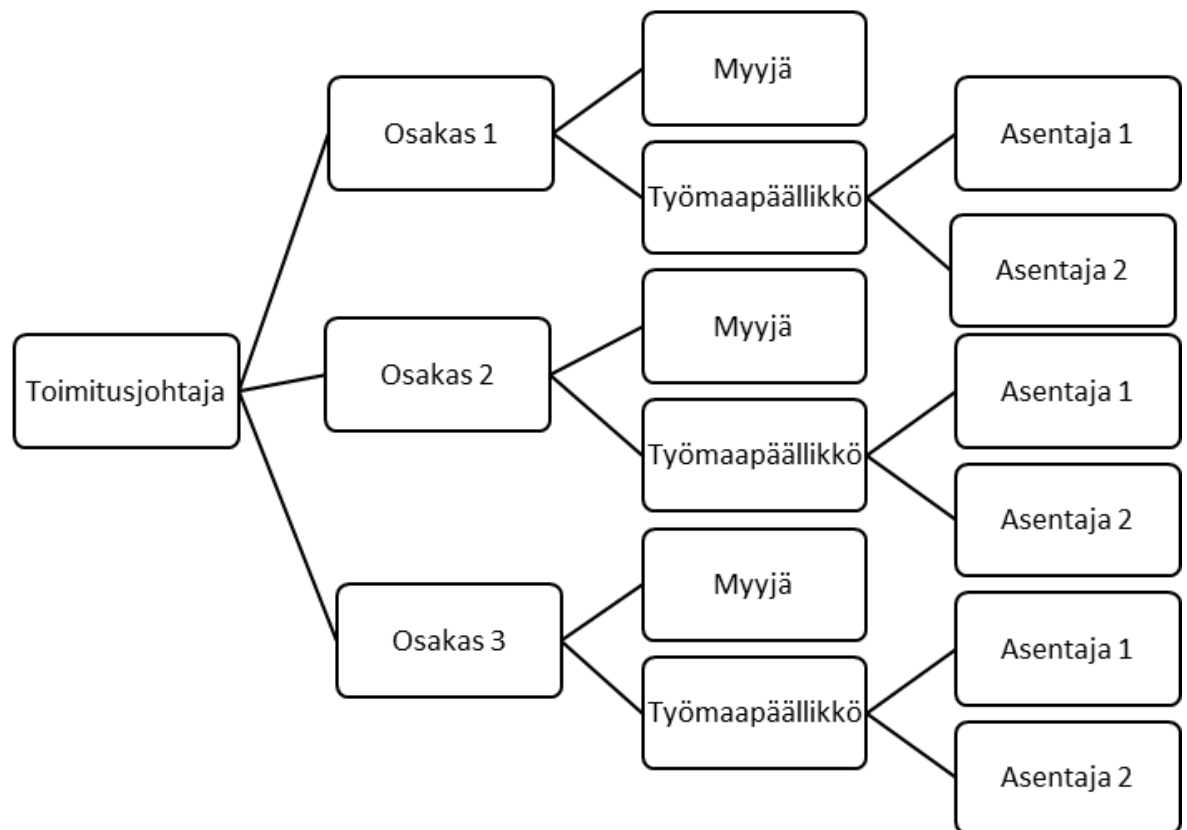 Toimitusjohtaja
Osakas 1
Myyjä
Työmaapäällikkö
Asentaja 1
Asentaja 2
Osakas 2
Myyjä
Työmaapäällikkö
Asentaja 1
Asentaja 2
Osakas 3
Myyjä
Työmaapäällikkö
Asentaja 1
Asentaja 2